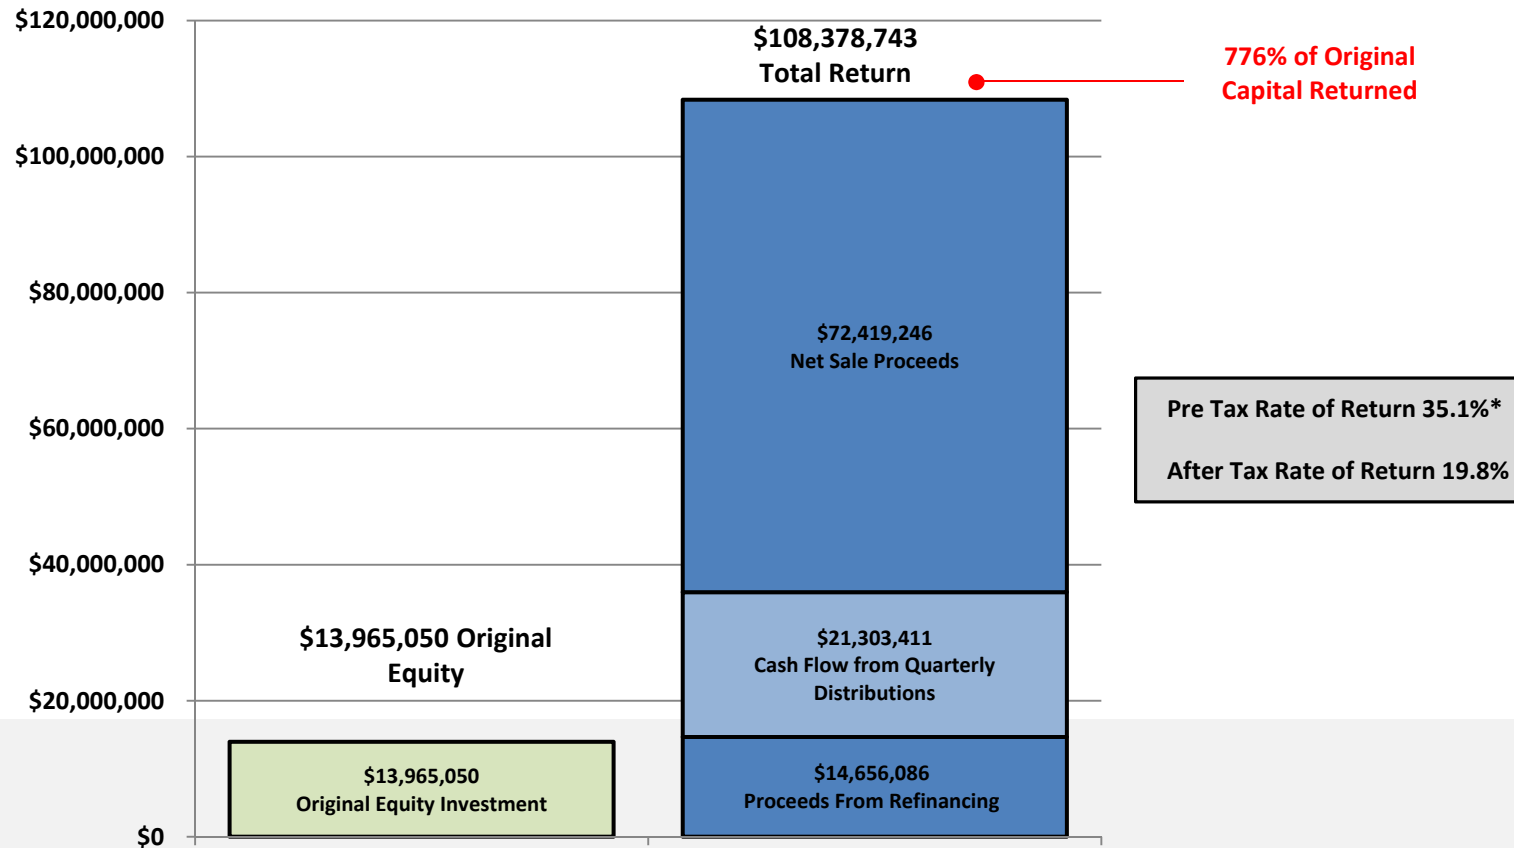 $120,000,000
$108,378,743
Total Return
776% of Original
Capital Returned
$100,000,000
$80,000,000
$72,419,246
Net Sale Proceeds
Pre Tax Rate of Return 35.1%*
After Tax Rate of Return 19.8%
$60,000,000
$40,000,000
$13,965,050 Original
Equity
$21,303,411
Cash Flow from Quarterly
Distributions
$20,000,000
$13,965,050
Original Equity Investment
$14,656,086
Proceeds From Refinancing
$0